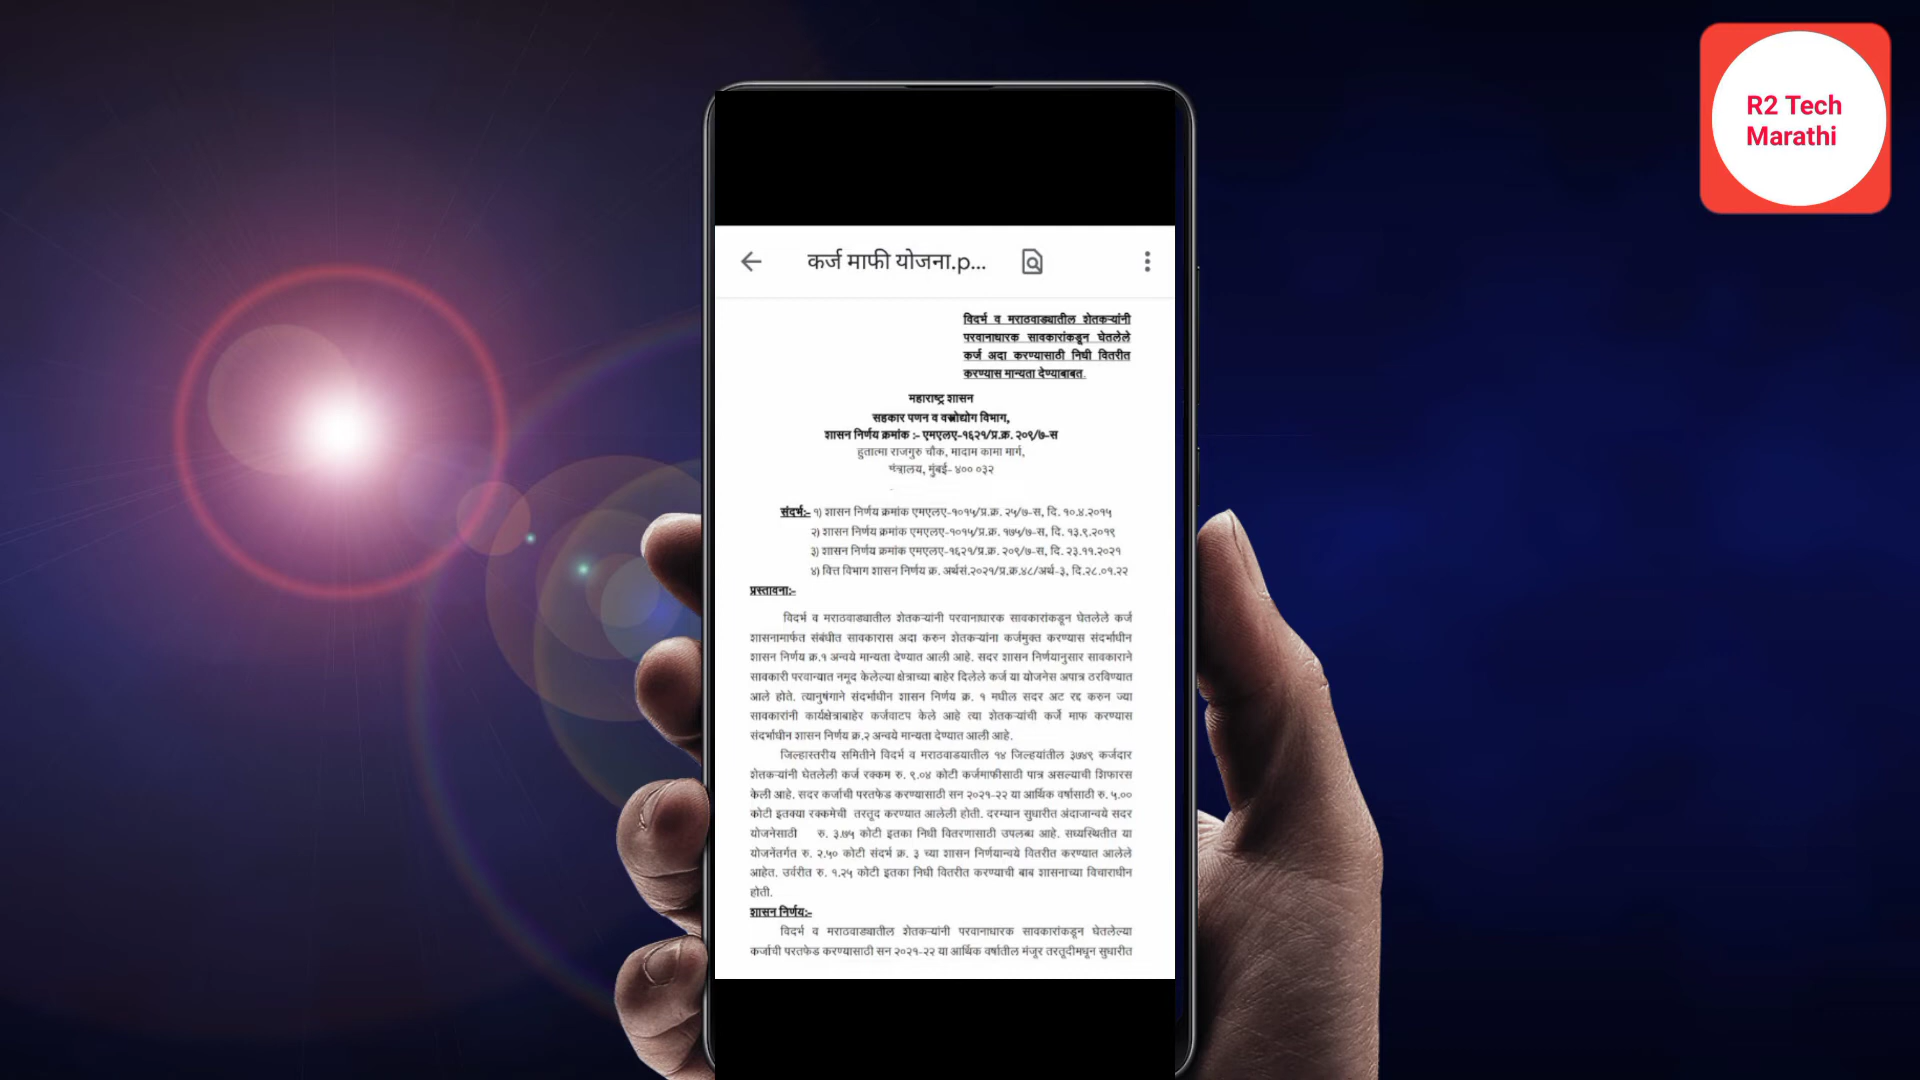 R2 Tech
Marathi
कर्ज माफी योजना.p...
विदर्भ व मराठवाड्यातील शेतकऱ्यांनी
परवानाधारक सावकारांकडून घेतलेले
कर्ज अदा करण्यासाठी निधी वितरीत
करण्यास मान्यता देण्याबाबत.
महाराष्ट्र शासन
सहकार पणन व वस्त्रोद्योग विभाग,
शासन निर्णय क्रमांक :- एमएलए-१६२१/प्र.क्र. २०९/७-स
हुतात्मा राजगुरु चौक, मादाम कामा मार्ग,
मंत्रालय, मुंबई- ४०० ०३२
संदर्भ:- १) शासन निर्णय क्रमांक एमएलए-१०१५/प्र.क्र. २५/७-स, दि. १०.४.२०१५
२) शासन निर्णय क्रमांक एमएलए-१०१५/प्र.क्र. १७५/७-स, दि. १३.९.२०१९
३) शासन निर्णय क्रमांक एमएलए-१६२१/प्र.क्र. २०९/७-स, दि. २३.११.२०२१
४) वित्त विभाग शासन निर्णय क्र. अर्थसं.२०२१/प्र.क्र.४८/अर्थ-३, दि.२८.०१.२२
प्रस्तावना:-
विदर्भ व मराठवाड्यातील शेतकऱ्यांनी परवानाधारक सावकारांकडून घेतलेले कर्ज
शासनामार्फत संबंधीत सावकारास अदा करुन शेतकऱ्यांना कर्जमुक्त करण्यास संदर्भाधीन
शासन निर्णय क्र.१ अन्वये मान्यता देण्यात आली आहे. सदर शासन निर्णयानुसार सावकाराने
सावकारी परवान्यात नमूद केलेल्या क्षेत्राच्या बाहेर दिलेले कर्ज या योजनेस अपात्र ठरविण्यात
आले होते. त्यानुषंगाने संदर्भाधीन शासन निर्णय क्र. १ मधील सदर अट रद्द करुन ज्या
सावकारांनी कार्यक्षेत्राबाहेर कर्जवाटप केले आहे त्या शेतकऱ्यांची कर्जे माफ करण्यास
संदर्भाधीन शासन निर्णय क्र.२ अन्वये मान्यता देण्यात आली आहे.
जिल्हास्तरीय समितीने विदर्भ व मराठवाडयातील १४ जिल्हयांतील ३७४९ कर्जदार
शेतकऱ्यांनी घेतलेली कर्ज रक्कम रु. ९.०४ कोटी कर्जमाफीसाठी पात्र असल्याची शिफारस
केली आहे. सदर कर्जाची परतफेड करण्यासाठी सन २०२१-२२ या आर्थिक वर्षासाठी रु. ५.००
कोटी इतक्या रक्कमेची तरतूद करण्यात आलेली होती. दरम्यान सुधारीत अंदाजान्वये सदर
योजनेसाठी रु. ३.७५ कोटी इतका निधी वितरणासाठी उपलब्ध आहे. सध्यस्थितीत या
योजनेंतर्गत रु. २.५० कोटी संदर्भ क्र. ३ च्या शासन निर्णयान्वये वितरीत करण्यात आलेले
आहेत. उर्वरीत रु. १.२५ कोटी इतका निधी वितरीत करण्याची बाब शासनाच्या विचाराधीन
होती.
शासन निर्णय:-
विदर्भ व मराठवाड्यातील शेतकऱ्यांनी परवानाधारक सावकारांकडून घेतलेल्या
कर्जाची परतफेड करण्यासाठी सन २०२१-२२ या आर्थिक वर्षातील मंजूर तरतूदीमधून सुधारीत